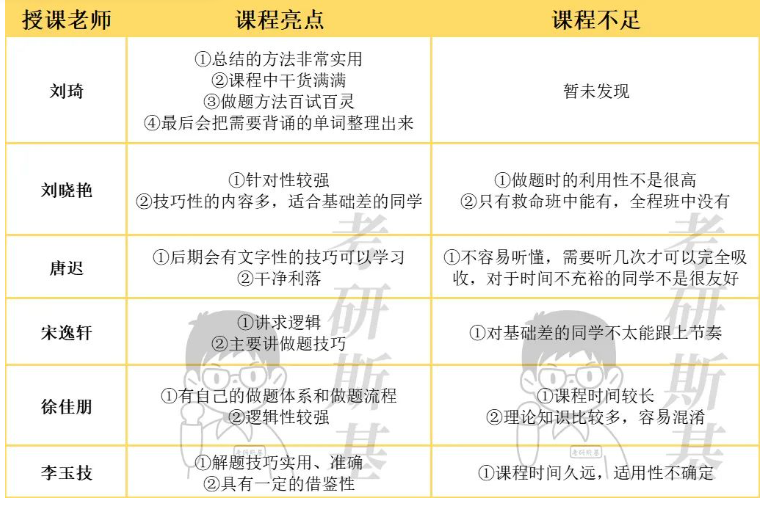 授课老师
课程亮点
课程不足
刘琦
①总结的方法非常实用
②课程中干货满满
③做题方法百试百灵
④最后会把需要背诵的单词整理出来
暂未发现
刘晓艳
①针对性较强
②技巧性的内容多，适合基础差的同学
①做题时的利用性不是很高
②只有救命班中能有，全程班中没有
唐迟
①后期会有文字性的技巧可以学习
②干净利落
①不容易听懂，需要听几次才可以完全吸
收，对于时间不充裕的同学不是很友好
宋逸轩
①讲求逻辑
②主要讲做题技巧
①对基础差的同学不太能跟上节奏
徐佳朋
①有自己的做题体系和做题流程
②逻辑性较强
①课程时间较长
②理论知识比较多，容易混淆
李玉技
①解题技巧实用、准确
②具有一定的借鉴性
①课程时间久远，适用性不确定
考研斯基
考研斯基